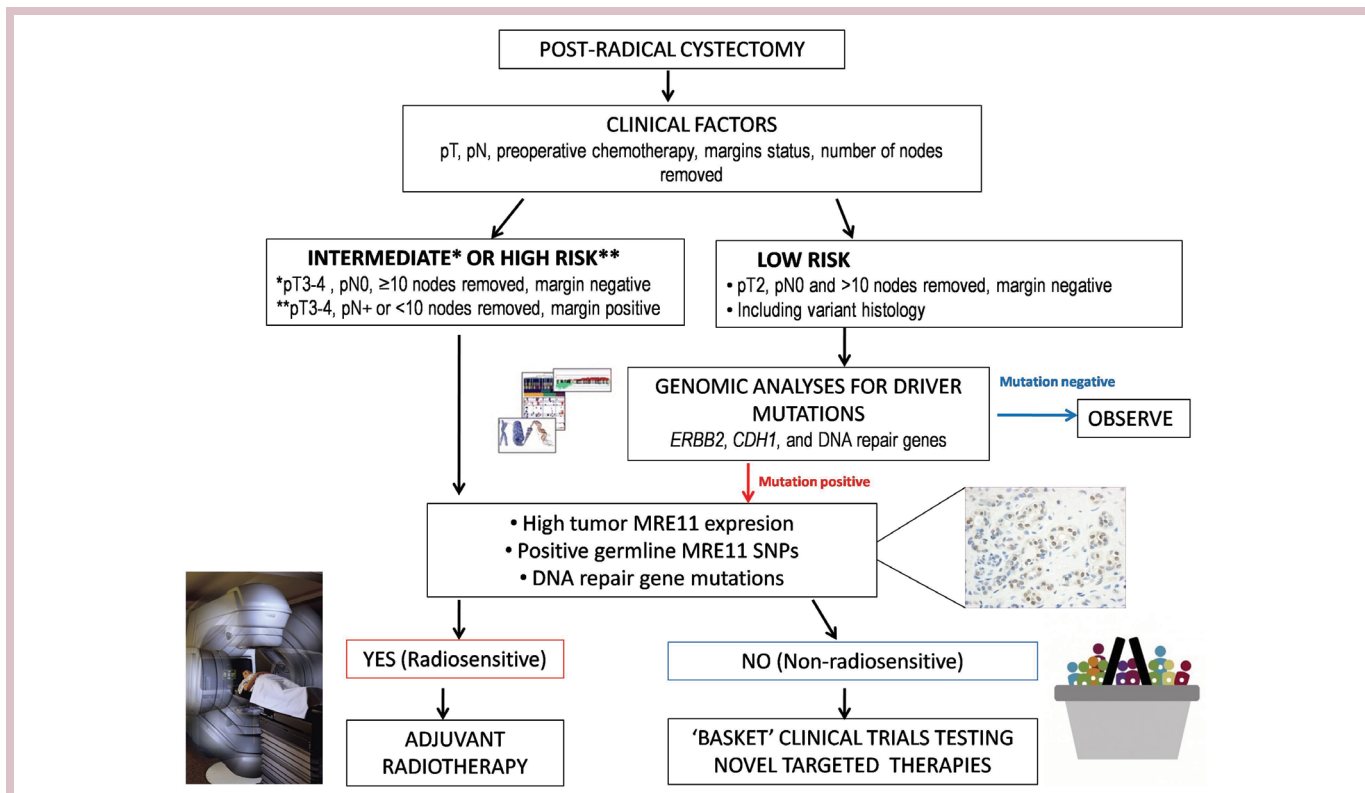 POST-RADICAL CYSTECTOMY
CLINICAL FACTORS
pT, pN, preoperative chemotherapy, margins status, number of nodes
removed
INTERMEDIATE* OR HIGH RISK**
*pT3-4 , pN0, ≥10 nodes removed, margin negative
**pT3-4, pN+ or <10 nodes removed, margin positive
LOW RISK
• pT2, pN0 and >10 nodes removed, margin negative
• Including variant histology
GENOMIC ANALYSES FOR DRIVER
MUTATIONS
ERBB2, CDH1, and DNA repair genes
Mutation negative
OBSERVE
Mutation positive
• High tumor MRE11 expresion
• Positive germline MRE11 SNPs
• DNA repair gene mutations
YES (Radiosensitive)
NO (Non-radiosensitive)
ADJUVANT
RADIOTHERAPY
‘BASKET’ CLINICAL TRIALS TESTING
NOVEL TARGETED THERAPIES